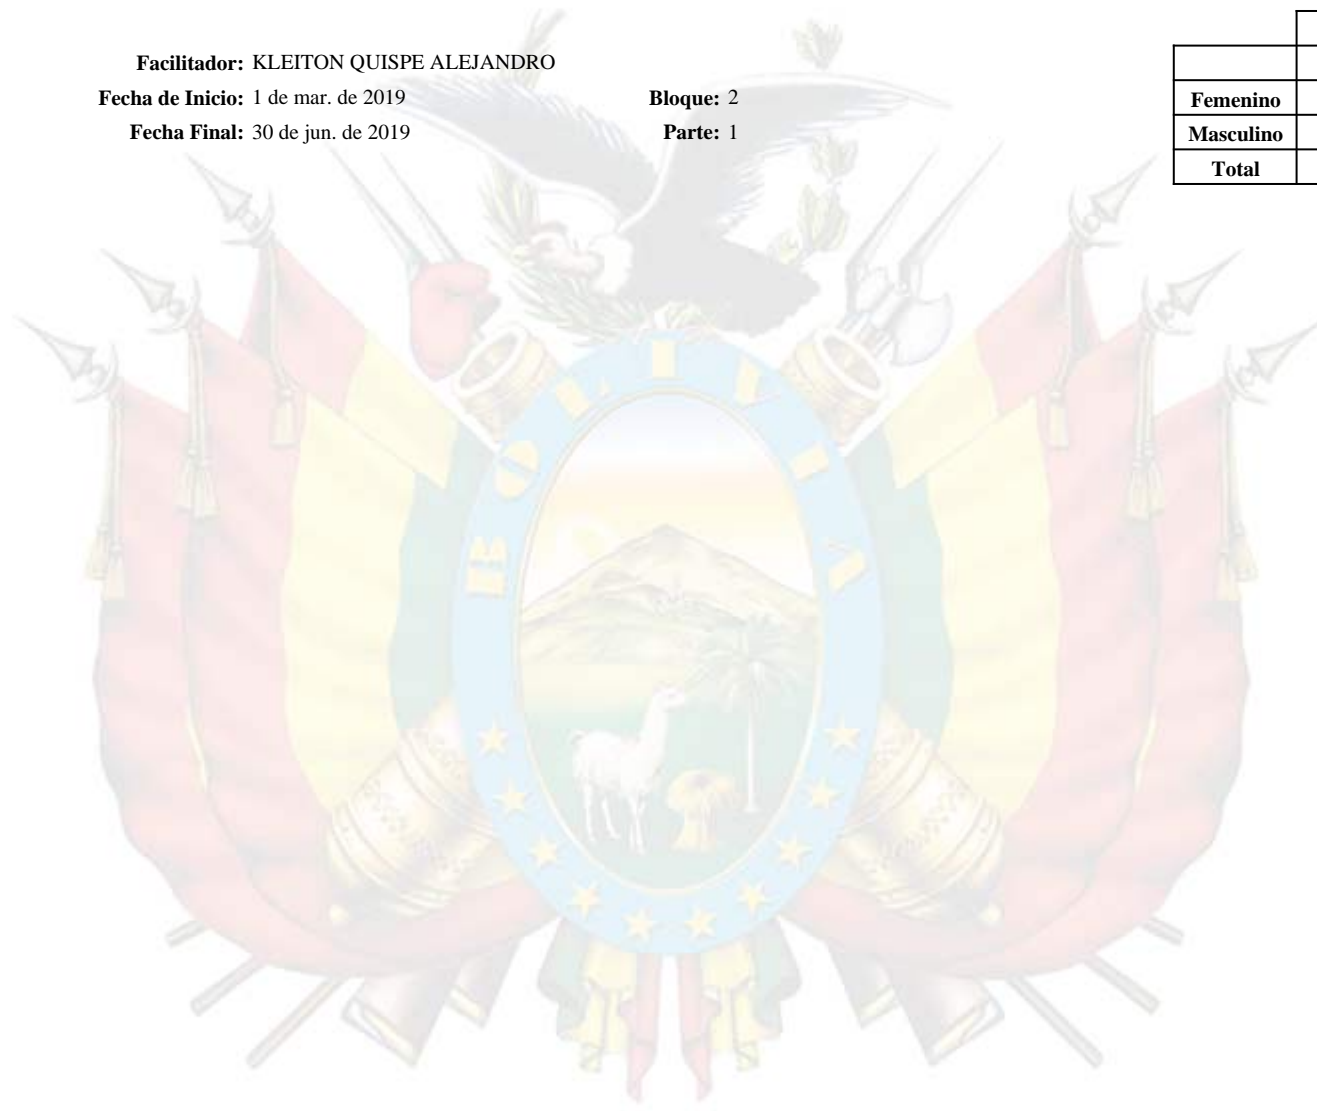 Facilitador: KLEITON QUISPE ALEJANDRO
Fecha de Inicio: 1 de mar. de 2019 Bloque: 2
Femenino
Fecha Final: 30 de jun. de 2019 Parte: 1
Masculino
Total
BOLIVIA